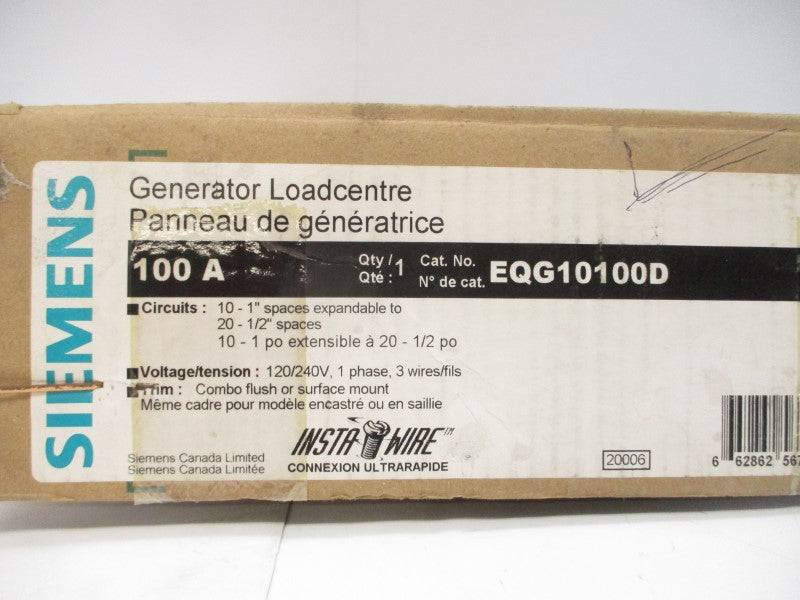 SIEMENS
Generator Loadcentre
Panneau de génératrice
100 A
Qty / Qté : 1
Cat. No. N° de cat. EQG10100D
Circuits : 10 - 1" spaces expandable to
20 - 1/2" spaces
10 - 1 po extensible à 20 - 1/2 po
Voltage/tension : 120/240V, 1 phase, 3 wires/fils
Trim : Combo flush or surface mount
Même cadre pour modèle encastré ou en saillie
Siemens Canada Limited
Siemens Canada Limitée
INSTA WIRE™
CONNEXION ULTRARAPIDE
20006
6 62862 567